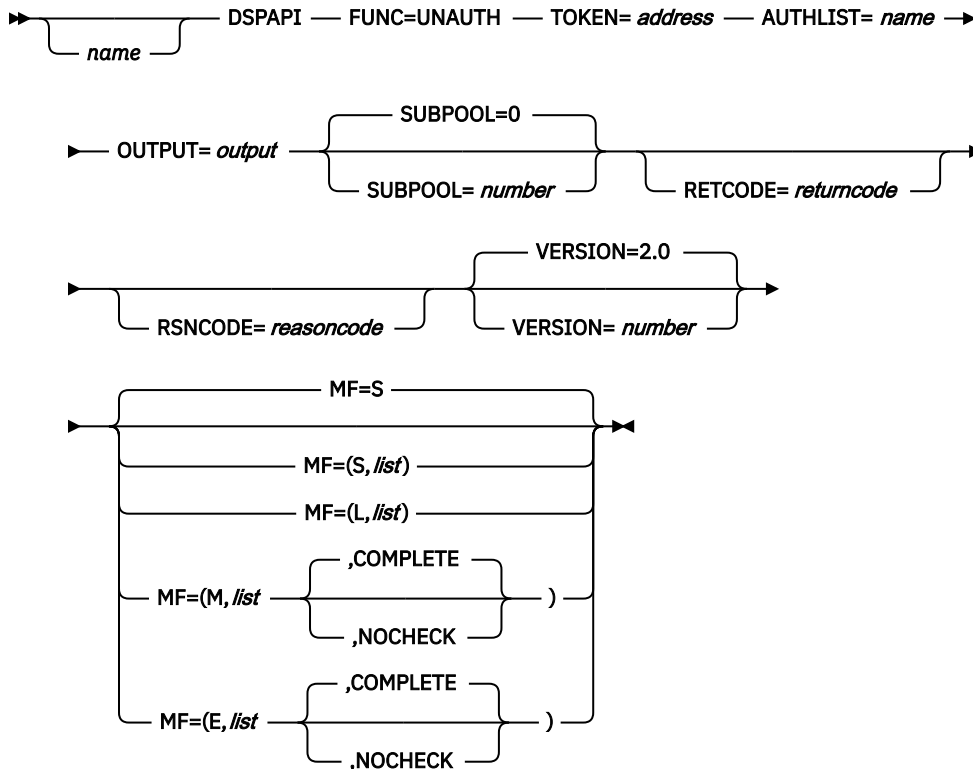 DSPAPI FUNC=UNAUTH TOKEN= address AUTHLIST= name
name
SUBPOOL=0
OUTPUT= output
SUBPOOL= number RETCODE= returncode
VERSION=2.0
RSNCODE= reasoncode VERSION= number
MF=S
MF=(S,list)
MF=(L,list)
,COMPLETE
MF=(M,list )
,NOCHECK
,COMPLETE
MF=(E,list )
,NOCHECK